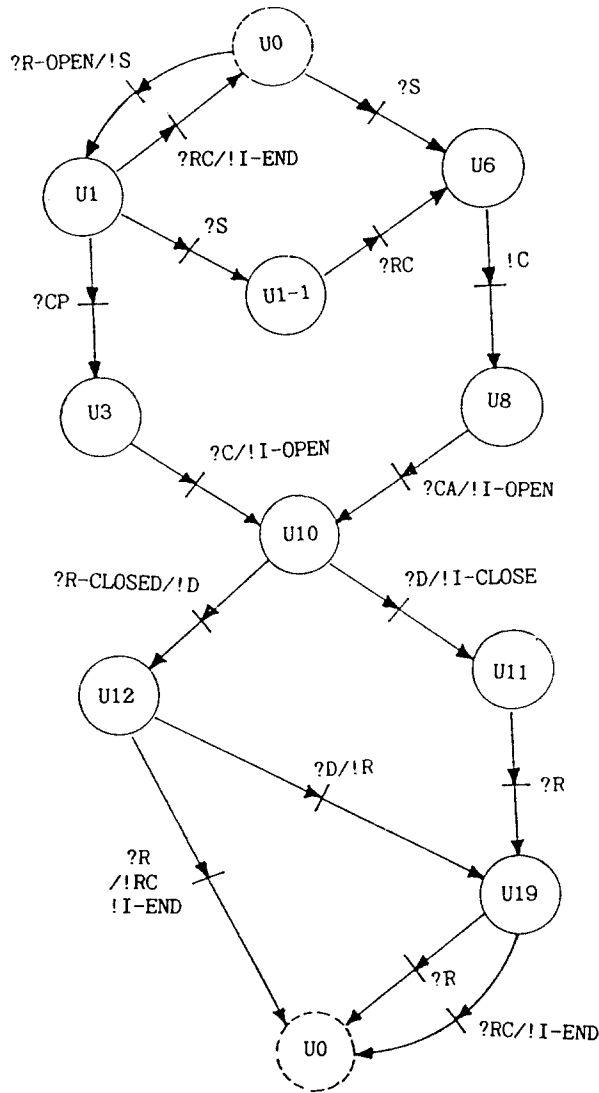 U0
?R-OPEN/!S
?S
?RC/!I-END
U6
U1
?S
?RC
!C
U1-1
?CP
U3
U8
?C/!I-OPEN
?CA/!I-OPEN
U10
?R-CLOSED/!D
?D/!I-CLOSE
U12
U11
?D/!R
?R
?R
/!RC
!I-END
U19
?R
?RC/!I-END
U0